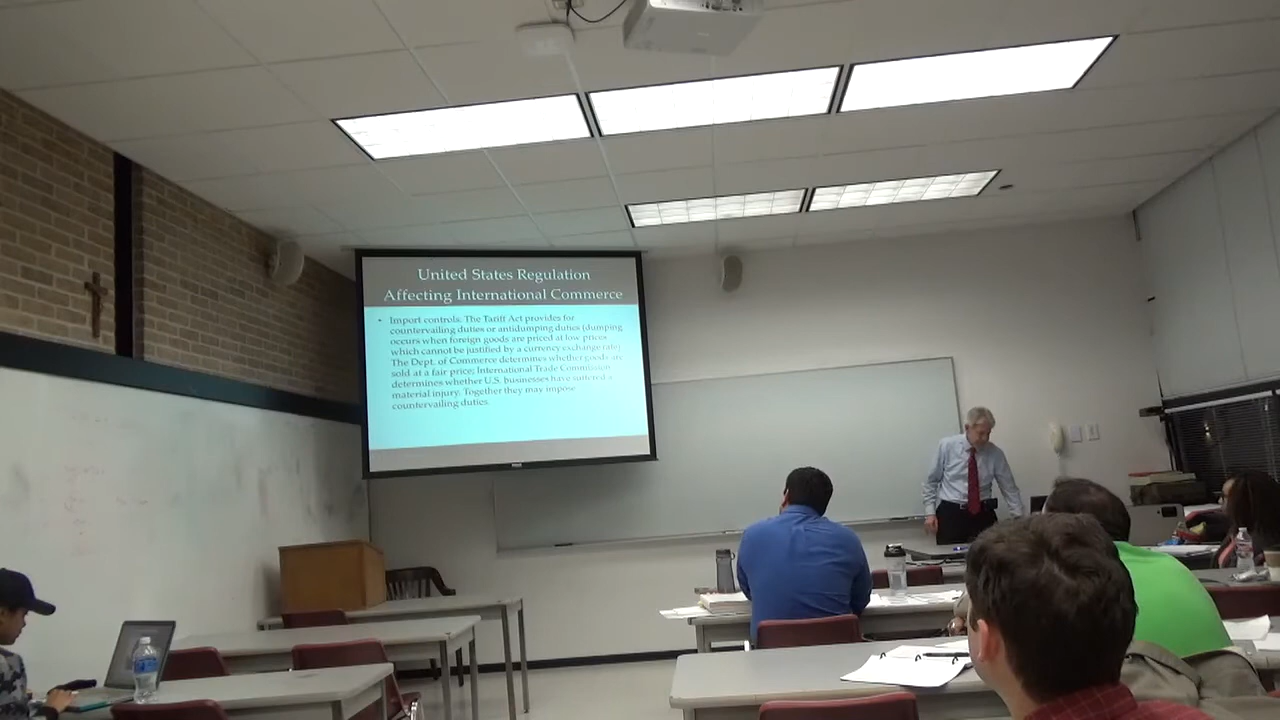 United States Regulation
Affecting International Commerce
• Import controls: The Tariff Act provides for
countervailing duties or antidumping duties (dumping
occurs when foreign goods are priced at low prices
which cannot be justified by a currency exchange rate)
The Dept. of Commerce determines whether goods are
sold at a fair price; International Trade Commission
determines whether U.S. businesses have suffered a
material injury. Together they may impose
countervailing duties.